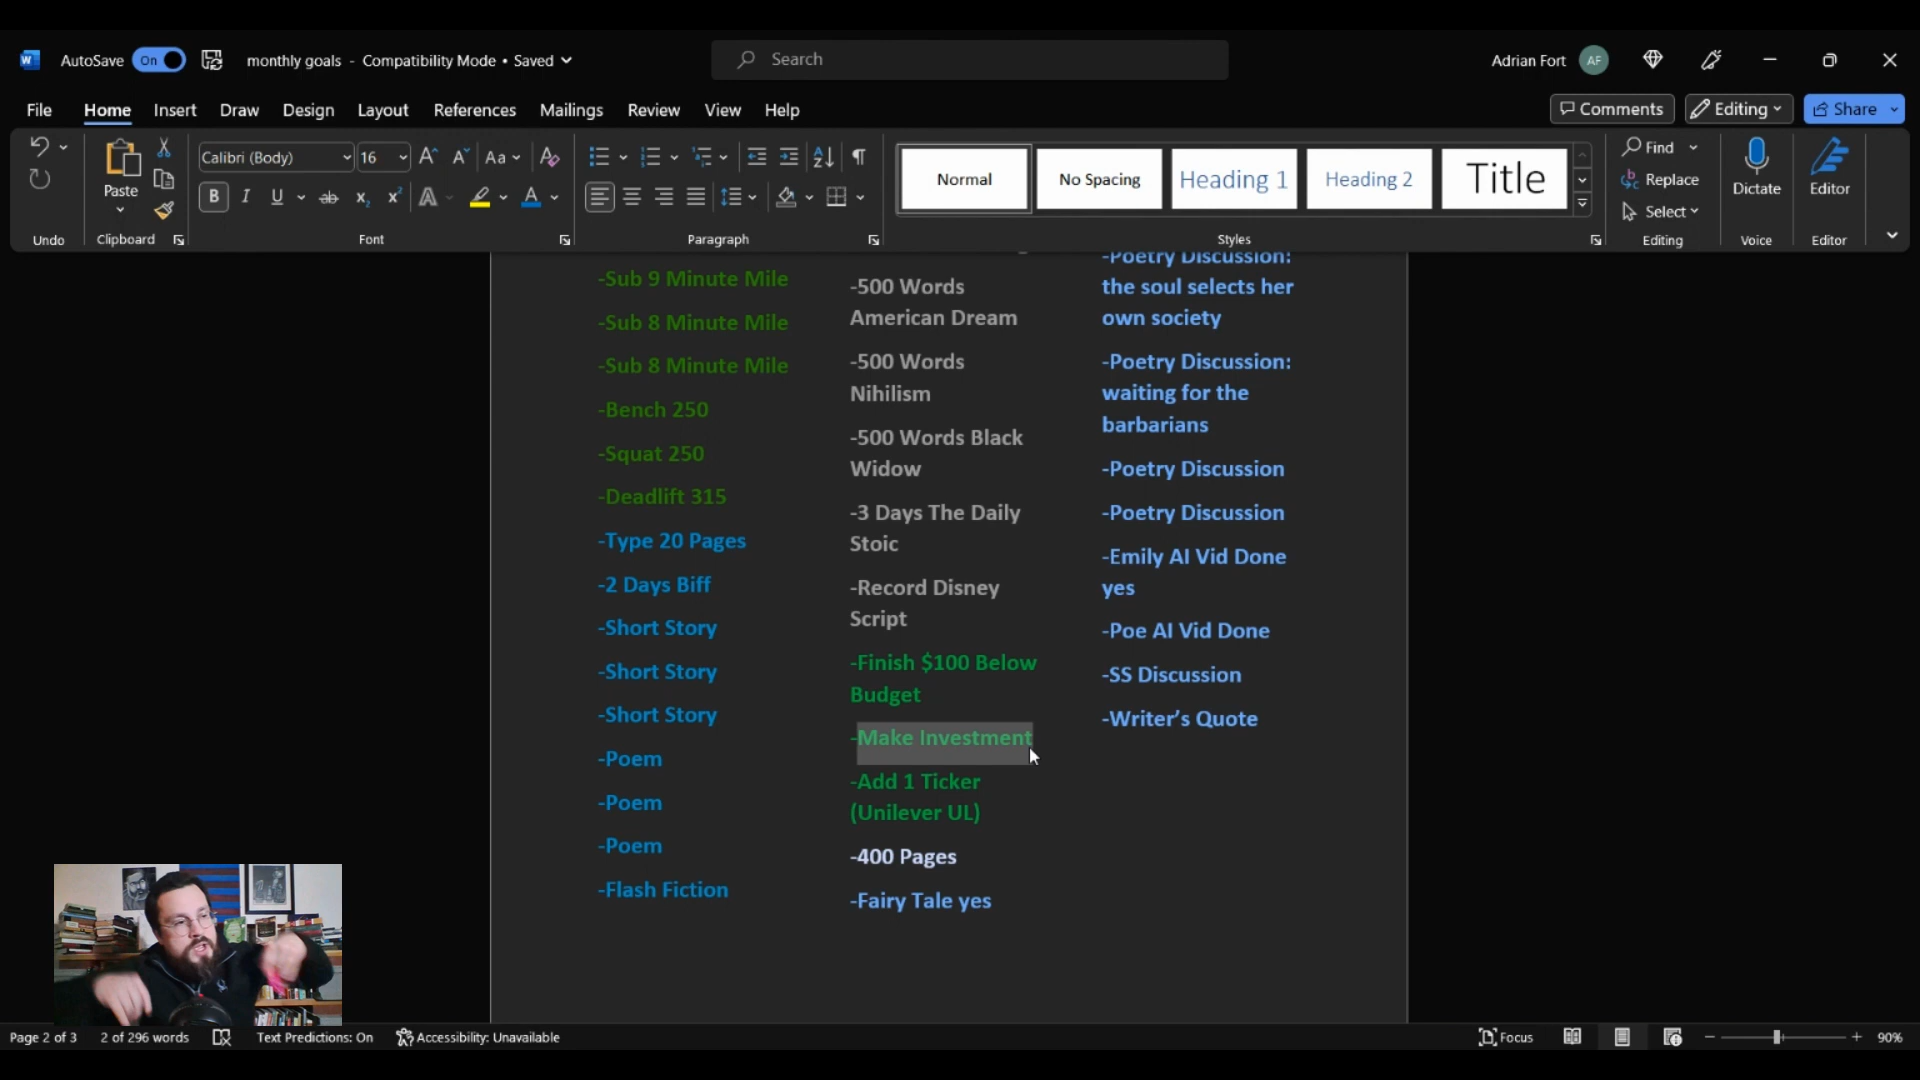 W
AutoSave On monthly goals - Compatibility Mode • Saved
Search
Adrian Fort AF
File Home Insert Draw Design Layout References Mailings Review View Help
Comments Editing Share
Paste
Calibri (Body) 16 Aa
B I U ab x₂ x² A A
Normal
No Spacing
Heading 1
Heading 2
Title
Find
Replace
Select
Dictate
Editor
Undo Clipboard Font Paragraph Styles Editing Voice Editor
-Sub 9 Minute Mile
-Sub 8 Minute Mile
-Sub 8 Minute Mile
-Bench 250
-Squat 250
-Deadlift 315
-Type 20 Pages
-2 Days Biff
-Short Story
-Short Story
-Short Story
-Poem
-Poem
-Poem
-Flash Fiction
-500 Words
American Dream
-500 Words
Nihilism
-500 Words Black
Widow
-3 Days The Daily
Stoic
-Record Disney
Script
-Finish $100 Below
Budget
-Make Investment
-Add 1 Ticker
(Unilever UL)
-400 Pages
-Fairy Tale yes
-Poetry Discussion:
the soul selects her
own society
-Poetry Discussion:
waiting for the
barbarians
-Poetry Discussion
-Poetry Discussion
-Emily AI Vid Done
yes
-Poe AI Vid Done
-SS Discussion
-Writer's Quote
Page 2 of 3 2 of 296 words Text Predictions: On Accessibility: Unavailable
Focus
90%